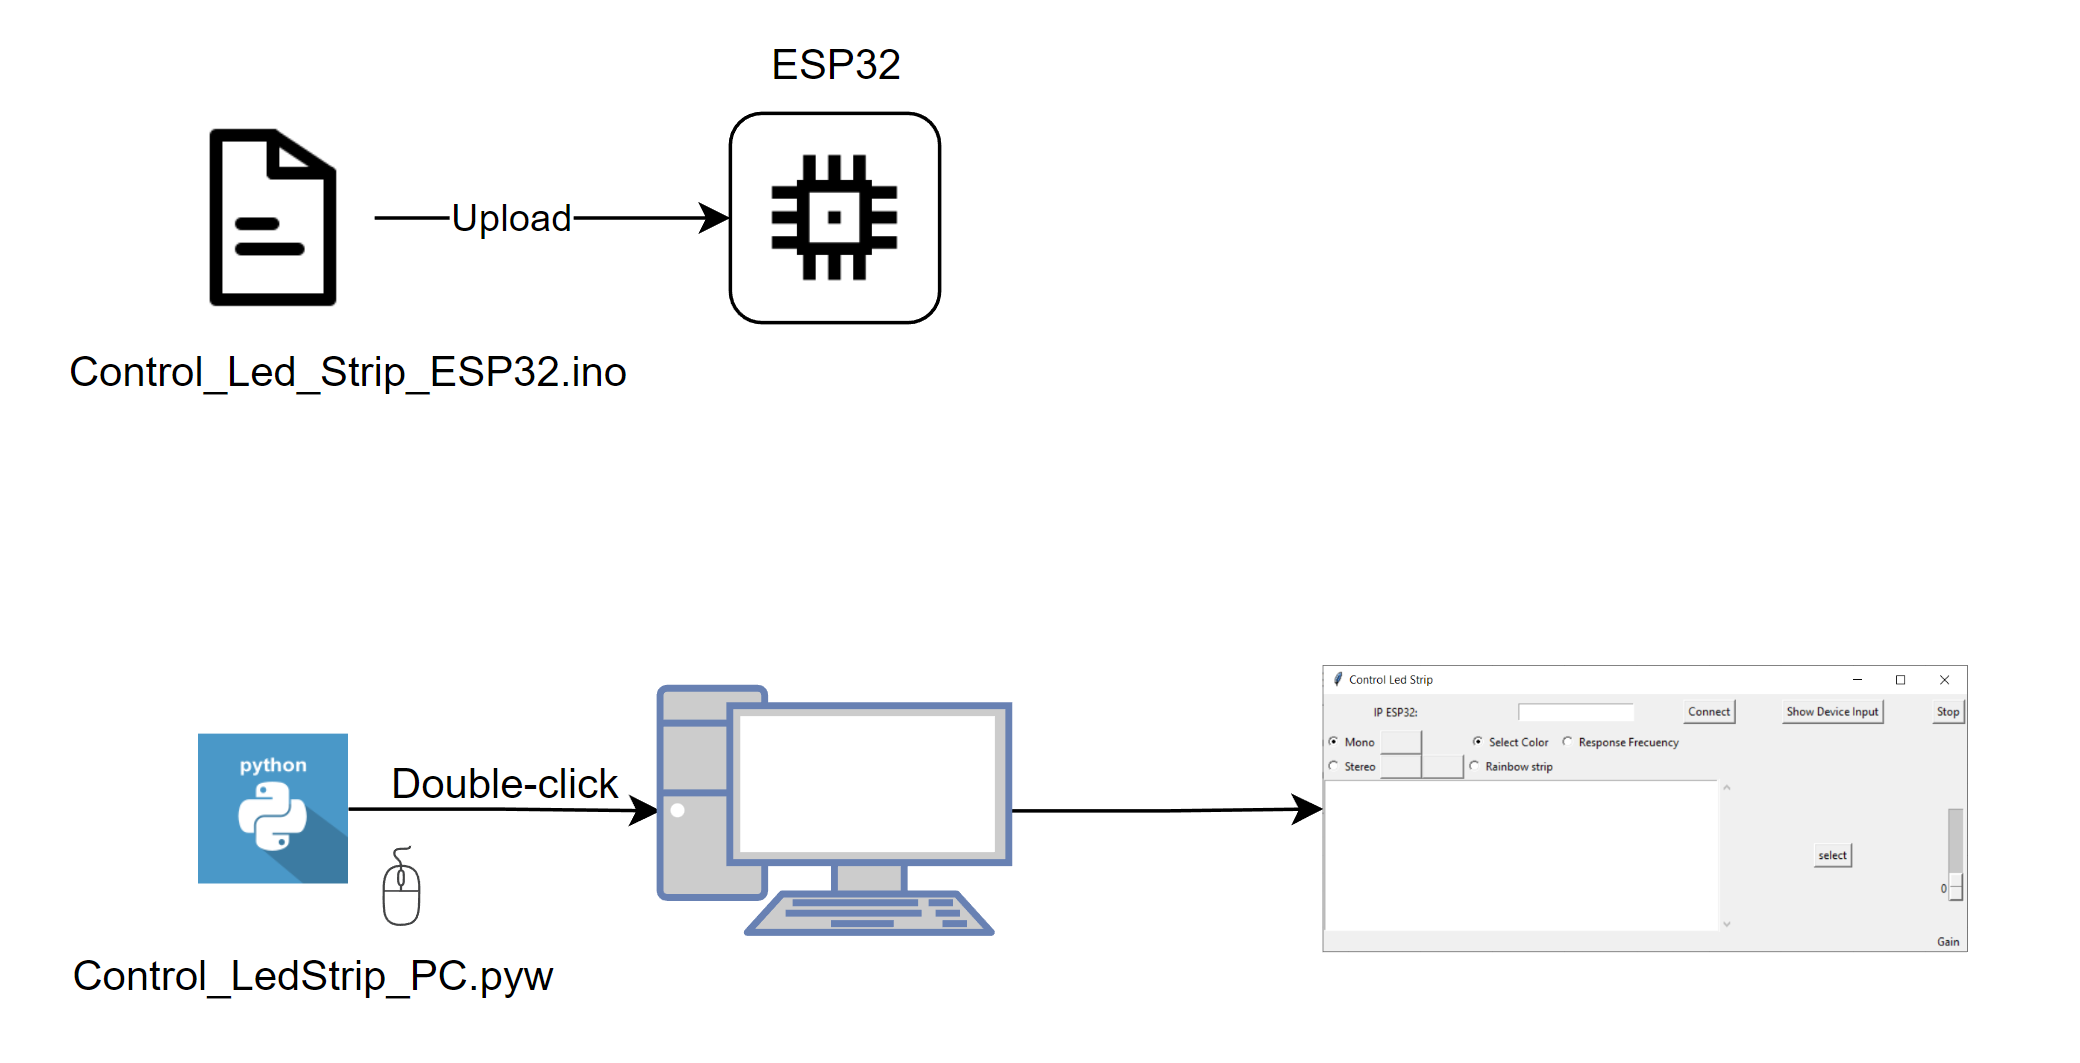 ESP32
Upload
Control_Led_Strip_ESP32.ino
Control Led Strip
IP ESP32:
Connect
Show Device Input
Stop
Mono
Select Color
Response Frecuency
Stereo
Rainbow strip
python
Double-click
select
0
Gain
Control_LedStrip_PC.pyw